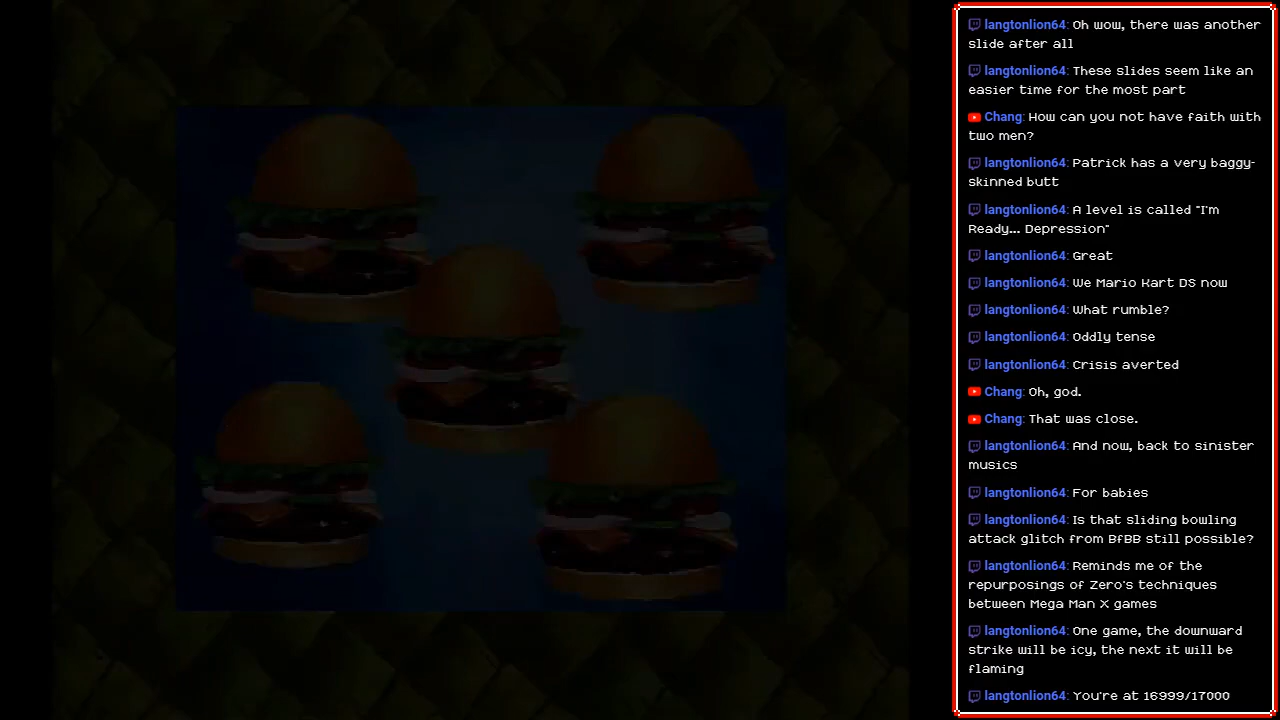 langtonlion64: Oh wow, there was another
slide after all
langtonlion64: These slides seem like an
easier time for the most part
Chang: How can you not have faith with
two men?
langtonlion64: Patrick has a very baggy-
skinned butt
langtonlion64: A level is called "I'm
Ready... Depression"
langtonlion64: Great
langtonlion64: We Mario Kart DS now
langtonlion64: What rumble?
langtonlion64: Oddly tense
langtonlion64: Crisis averted
Chang: Oh, god.
Chang: That was close.
langtonlion64: And now, back to sinister
musics
langtonlion64: For babies
langtonlion64: Is that sliding bowling
attack glitch from BfBB still possible?
langtonlion64: Reminds me of the
repurposings of Zero's techniques
between Mega Man X games
langtonlion64: One game, the downward
strike will be icy, the next it will be
flaming
langtonlion64: You're at 16999/17000